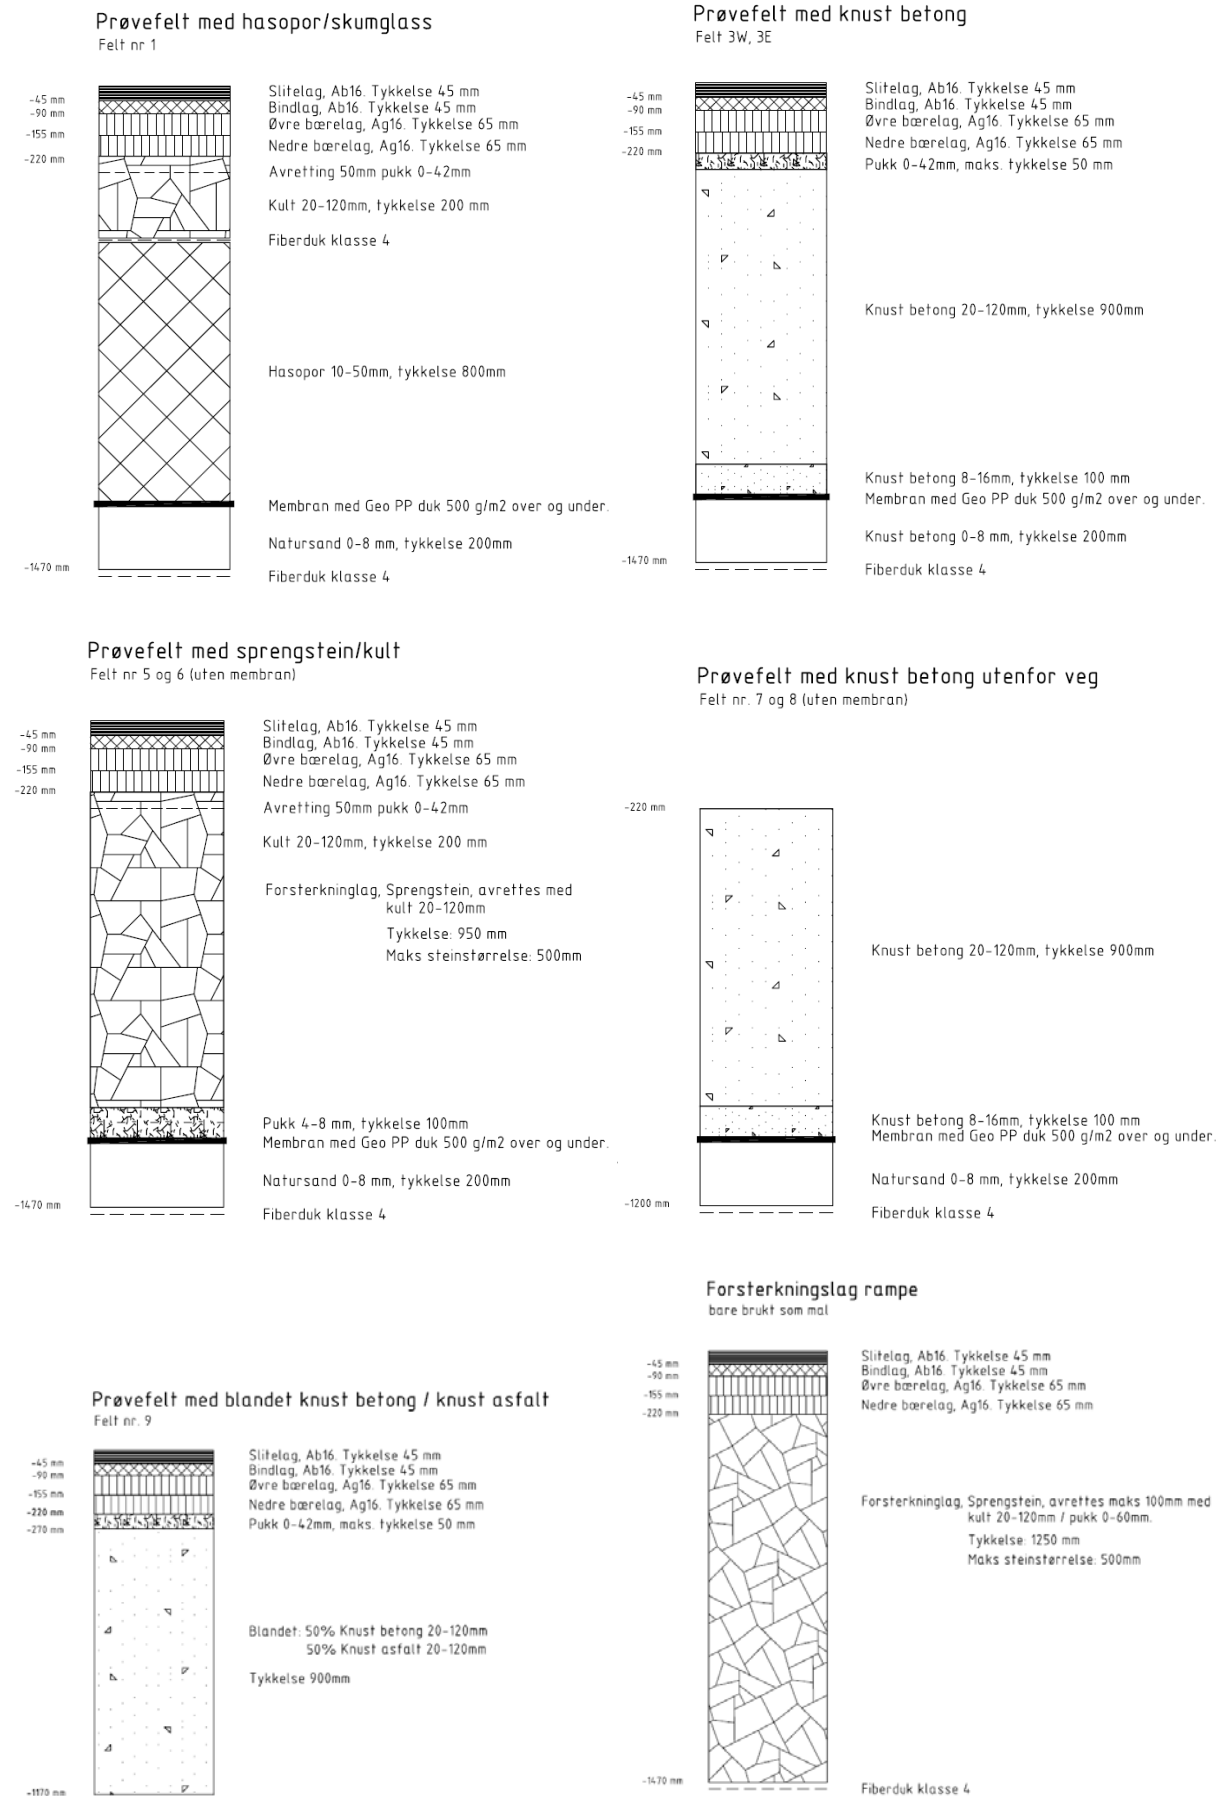 Prøvefelt med hasopor/skumglass
Felt nr 1
-45 mm
-90 mm
-155 mm
-220 mm
-1470 mm
Slitelag, Ab16. Tykkelse 45 mm
Bindlag, Ab16. Tykkelse 45 mm
Øvre bærelag, Ag16. Tykkelse 65 mm
Nedre bærelag, Ag16. Tykkelse 65 mm
Avretting 50mm pukk 0-42mm
Kult 20-120mm, tykkelse 200 mm
Fiberduk klasse 4
Hasopor 10-50mm, tykkelse 800mm
Membran med Geo PP duk 500 g/m2 over og under.
Natursand 0-8 mm, tykkelse 200mm
Fiberduk klasse 4
Prøvefelt med knust betong
Felt 3W, 3E
-45 mm
-90 mm
-155 mm
-220 mm
-1470 mm
Slitelag, Ab16. Tykkelse 45 mm
Bindlag, Ab16. Tykkelse 45 mm
Øvre bærelag, Ag16. Tykkelse 65 mm
Nedre bærelag, Ag16. Tykkelse 65 mm
Pukk 0-42mm, maks. tykkelse 50 mm
Knust betong 20-120mm, tykkelse 900mm
Knust betong 8-16mm, tykkelse 100 mm
Membran med Geo PP duk 500 g/m2 over og under.
Knust betong 0-8 mm, tykkelse 200mm
Fiberduk klasse 4
Prøvefelt med sprengstein/kult
Felt nr 5 og 6 (uten membran)
-45 mm
-90 mm
-155 mm
-220 mm
-1470 mm
Slitelag, Ab16. Tykkelse 45 mm
Bindlag, Ab16. Tykkelse 45 mm
Øvre bærelag, Ag16. Tykkelse 65 mm
Nedre bærelag, Ag16. Tykkelse 65 mm
Avretting 50mm pukk 0-42mm
Kult 20-120mm, tykkelse 200 mm
Forsterkninglag, Sprengstein, avrettes med
kult 20-120mm
Tykkelse: 950 mm
Maks steinstørrelse: 500mm
Pukk 4-8 mm, tykkelse 100mm
Membran med Geo PP duk 500 g/m2 over og under.
Natursand 0-8 mm, tykkelse 200mm
Fiberduk klasse 4
Prøvefelt med knust betong utenfor veg
Felt nr. 7 og 8 (uten membran)
-220 mm
-1200 mm
Knust betong 20-120mm, tykkelse 900mm
Knust betong 8-16mm, tykkelse 100 mm
Membran med Geo PP duk 500 g/m2 over og under.
Natursand 0-8 mm, tykkelse 200mm
Fiberduk klasse 4
Prøvefelt med blandet knust betong / knust asfalt
Felt nr. 9
-45 mm
-90 mm
-155 mm
-220 mm
-270 mm
-1170 mm
Slitelag, Ab16. Tykkelse 45 mm
Bindlag, Ab16. Tykkelse 45 mm
Øvre bærelag, Ag16. Tykkelse 65 mm
Nedre bærelag, Ag16. Tykkelse 65 mm
Pukk 0-42mm, maks. tykkelse 50 mm
Blandet: 50% Knust betong 20-120mm
50% Knust asfalt 20-120mm
Tykkelse 900mm
Forsterkningslag rampe
bare brukt som mal
-45 mm
-90 mm
-155 mm
-220 mm
-1470 mm
Slitelag, Ab16. Tykkelse 45 mm
Bindlag, Ab16. Tykkelse 45 mm
Øvre bærelag, Ag16. Tykkelse 65 mm
Nedre bærelag, Ag16. Tykkelse 65 mm
Forsterkninglag, Sprengstein, avrettes maks 100mm med
kult 20-120mm / pukk 0-60mm.
Tykkelse: 1250 mm
Maks steinstørrelse: 500mm
Fiberduk klasse 4